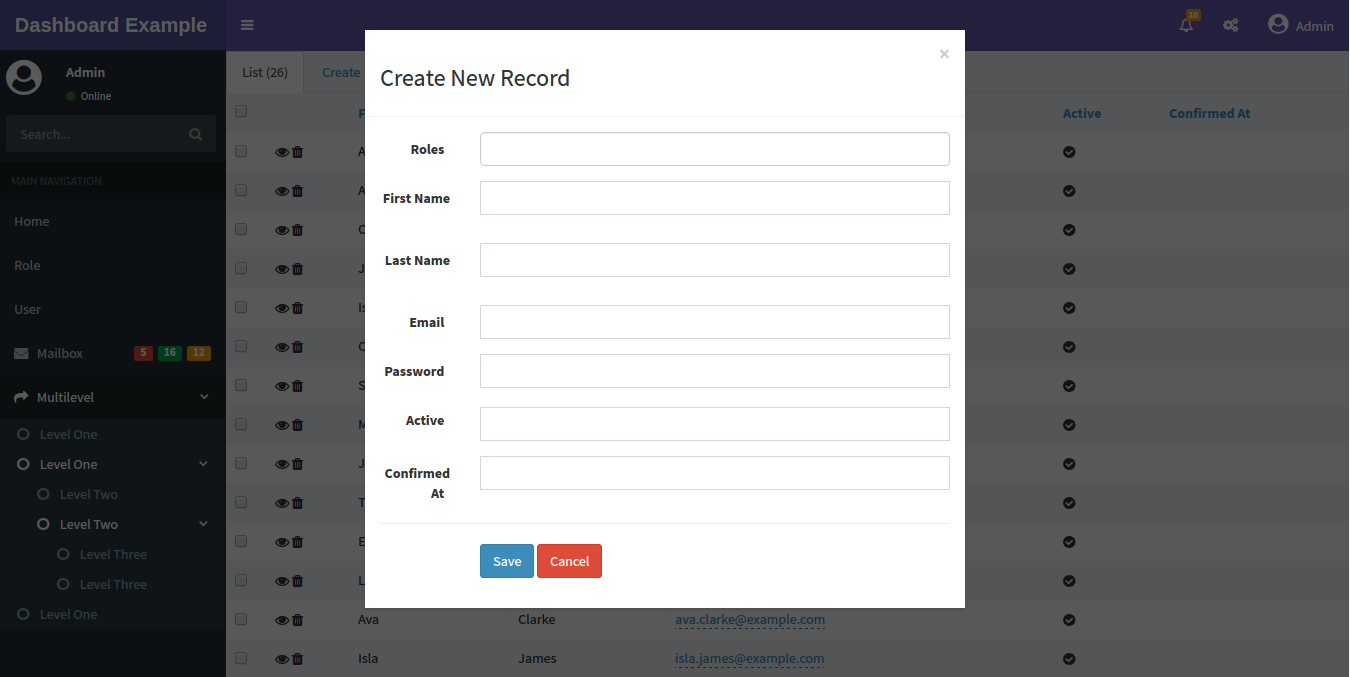 Dashboard Example
10
Admin
Admin
Online
Search...
MAIN NAVIGATION
Home
Role
User
Mailbox 5 16 12
Multilevel
Level One
Level One
Level Two
Level Two
Level Three
Level Three
Level One
List (26) Create
Active Confirmed At
×
Create New Record
Roles
First Name
Last Name
Email
Password
Active
Confirmed
At
Save Cancel
Ava Clarke ava.clarke@example.com
Isla James isla.james@example.com